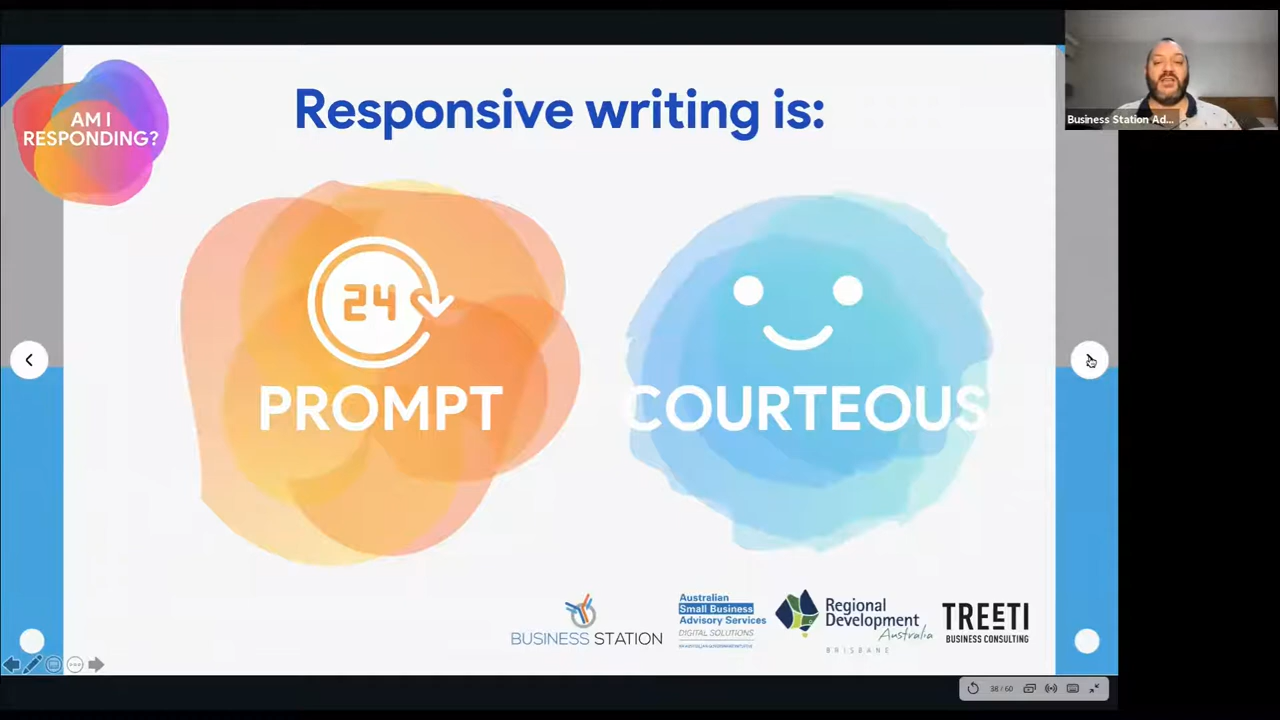 Responsive writing is:
AM I
RESPONDING?
Business Station Ad...
24
PROMPT
COURTEOUS
BUSINESS STATION
Australian
Small Business
Advisory Services
DIGITAL SOLUTIONS
Regional
Development
Australia
BRISBANE
TREETI
BUSINESS CONSULTING
38 / 60